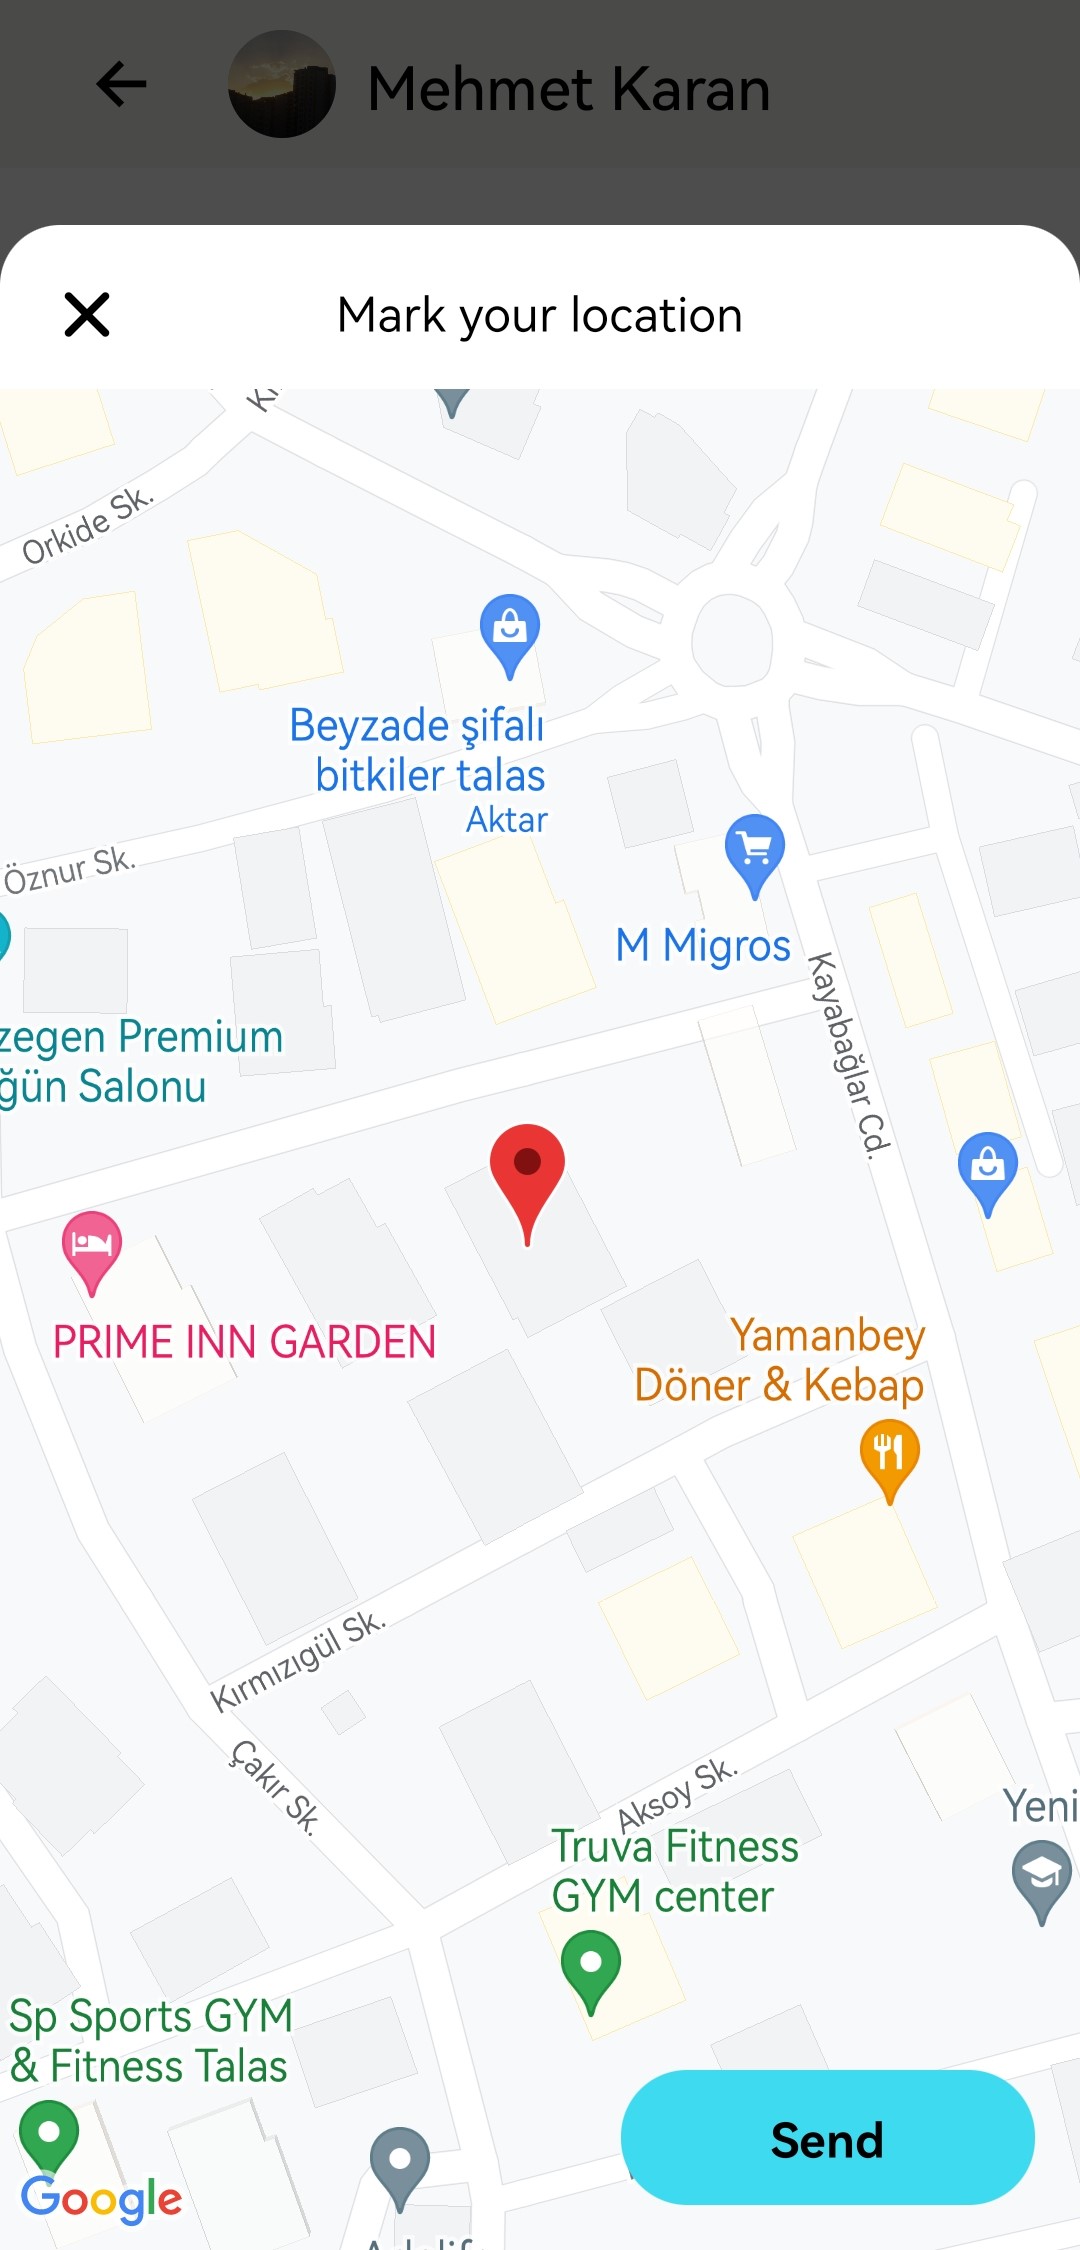 Mehmet Karan
Mark your location
Orkide Sk.
Beyzade şifalı
bitkiler talas
Aktar
Öznur Sk.
M Migros
Kayabağlar Cd.
zegen Premium
ğün Salonu
PRIME INN GARDEN
Yamanbey
Döner & Kebap
Kırmızıgül Sk.
Çakır Sk.
Aksoy Sk.
Yeni
Truva Fitness
GYM center
Sp Sports GYM
& Fitness Talas
Send
Google